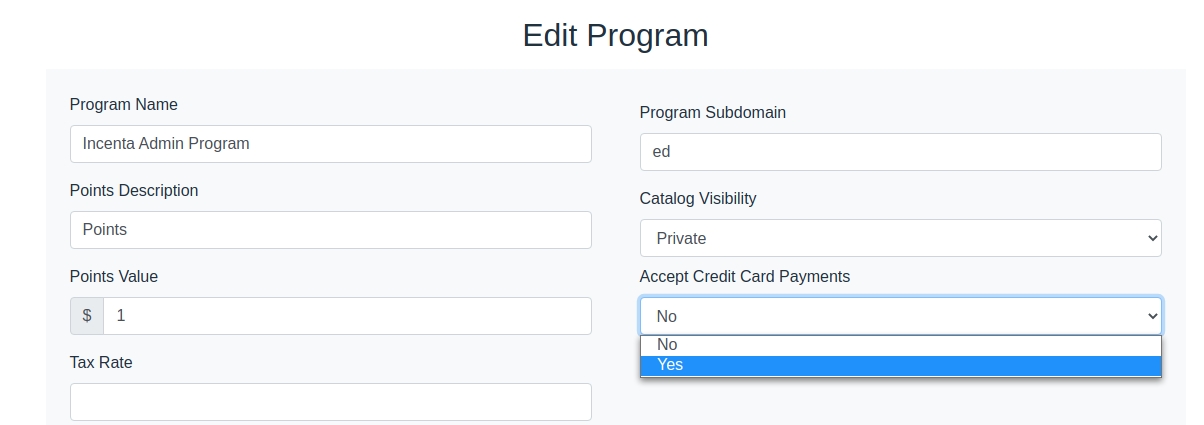 Edit Program
Program Name
Incenta Admin Program
Points Description
Points
Points Value
$ 1
Tax Rate
Program Subdomain
ed
Catalog Visibility
Private
Accept Credit Card Payments
No
No
Yes